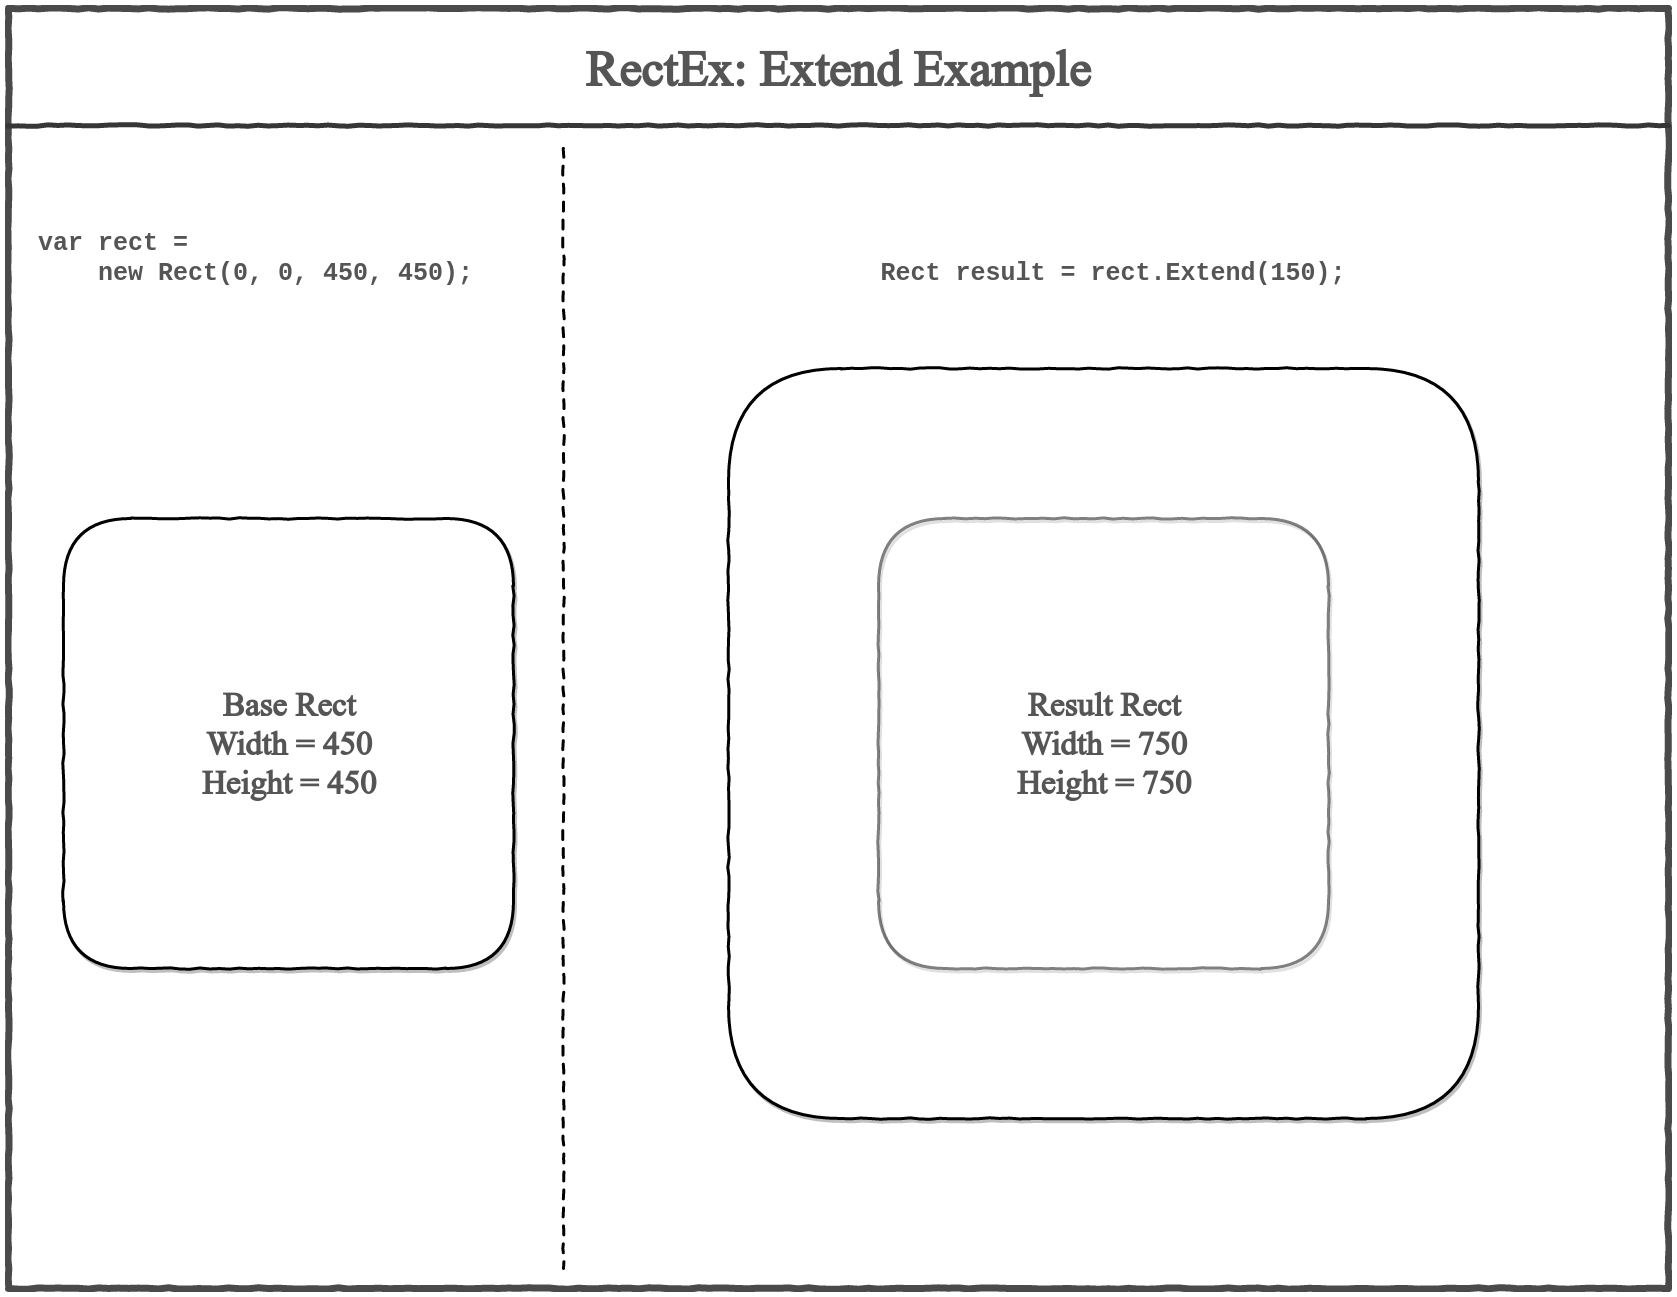 RectEx: Extend Example
var rect =
    new Rect(0, 0, 450, 450);
Rect result = rect.Extend(150);
Base Rect
Width = 450
Height = 450
Result Rect
Width = 750
Height = 750